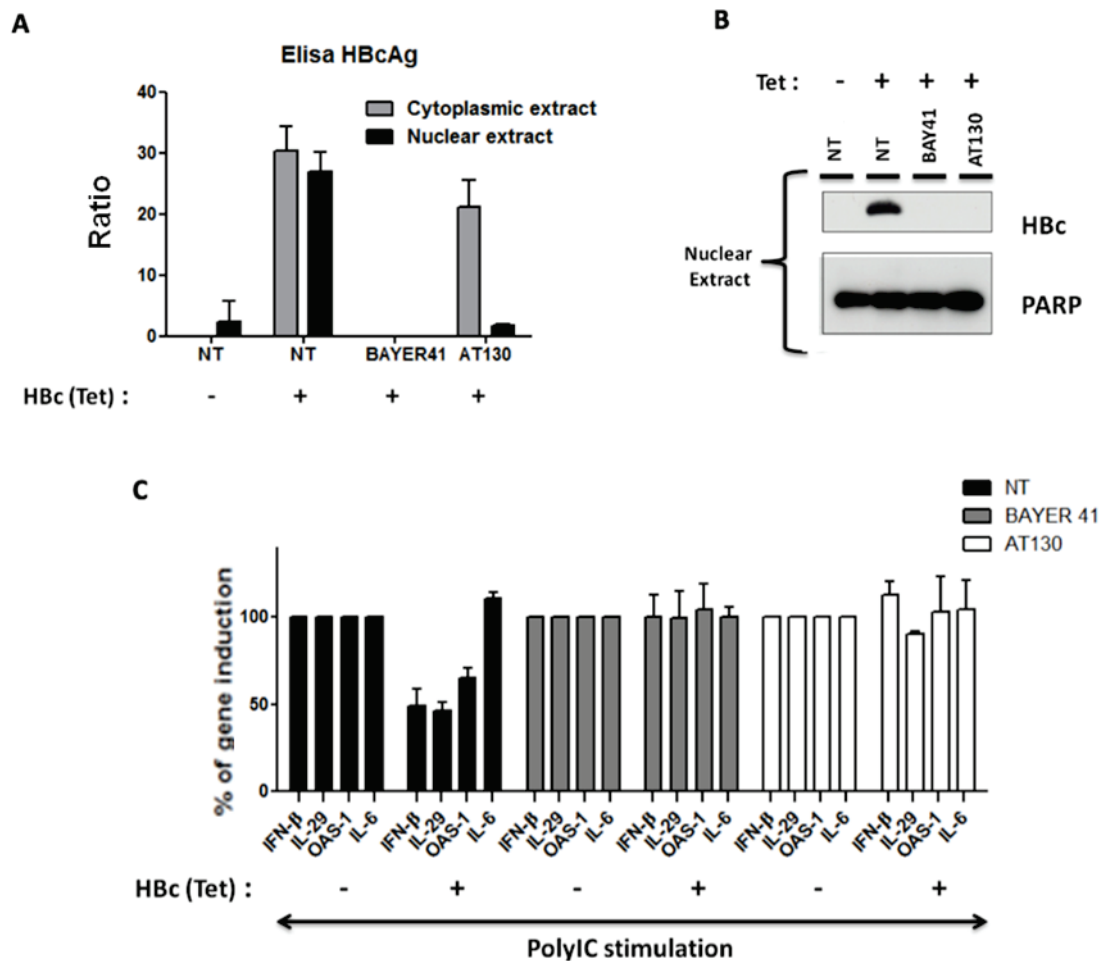 A
Elisa HBcAg
Cytoplasmic extract
Nuclear extract
Ratio
40
30
20
10
0
NT NT BAYER41 AT130
HBc (Tet) : - + + +
B
Tet : - + + +
NT NT BAY41 AT130
HBc
Nuclear
Extract
PARP
C
NT
BAYER 41
AT130
% of gene induction
100
50
0
IFN-β IL-29 OAS-1 IL-6 IFN-β IL-29 OAS-1 IL-6 IFN-β IL-29 OAS-1 IL-6 IFN-β IL-29 OAS-1 IL-6 IFN-β IL-29 OAS-1 IL-6 IFN-β IL-29 OAS-1 IL-6
HBc (Tet) : - + - + - +
PolyIC stimulation